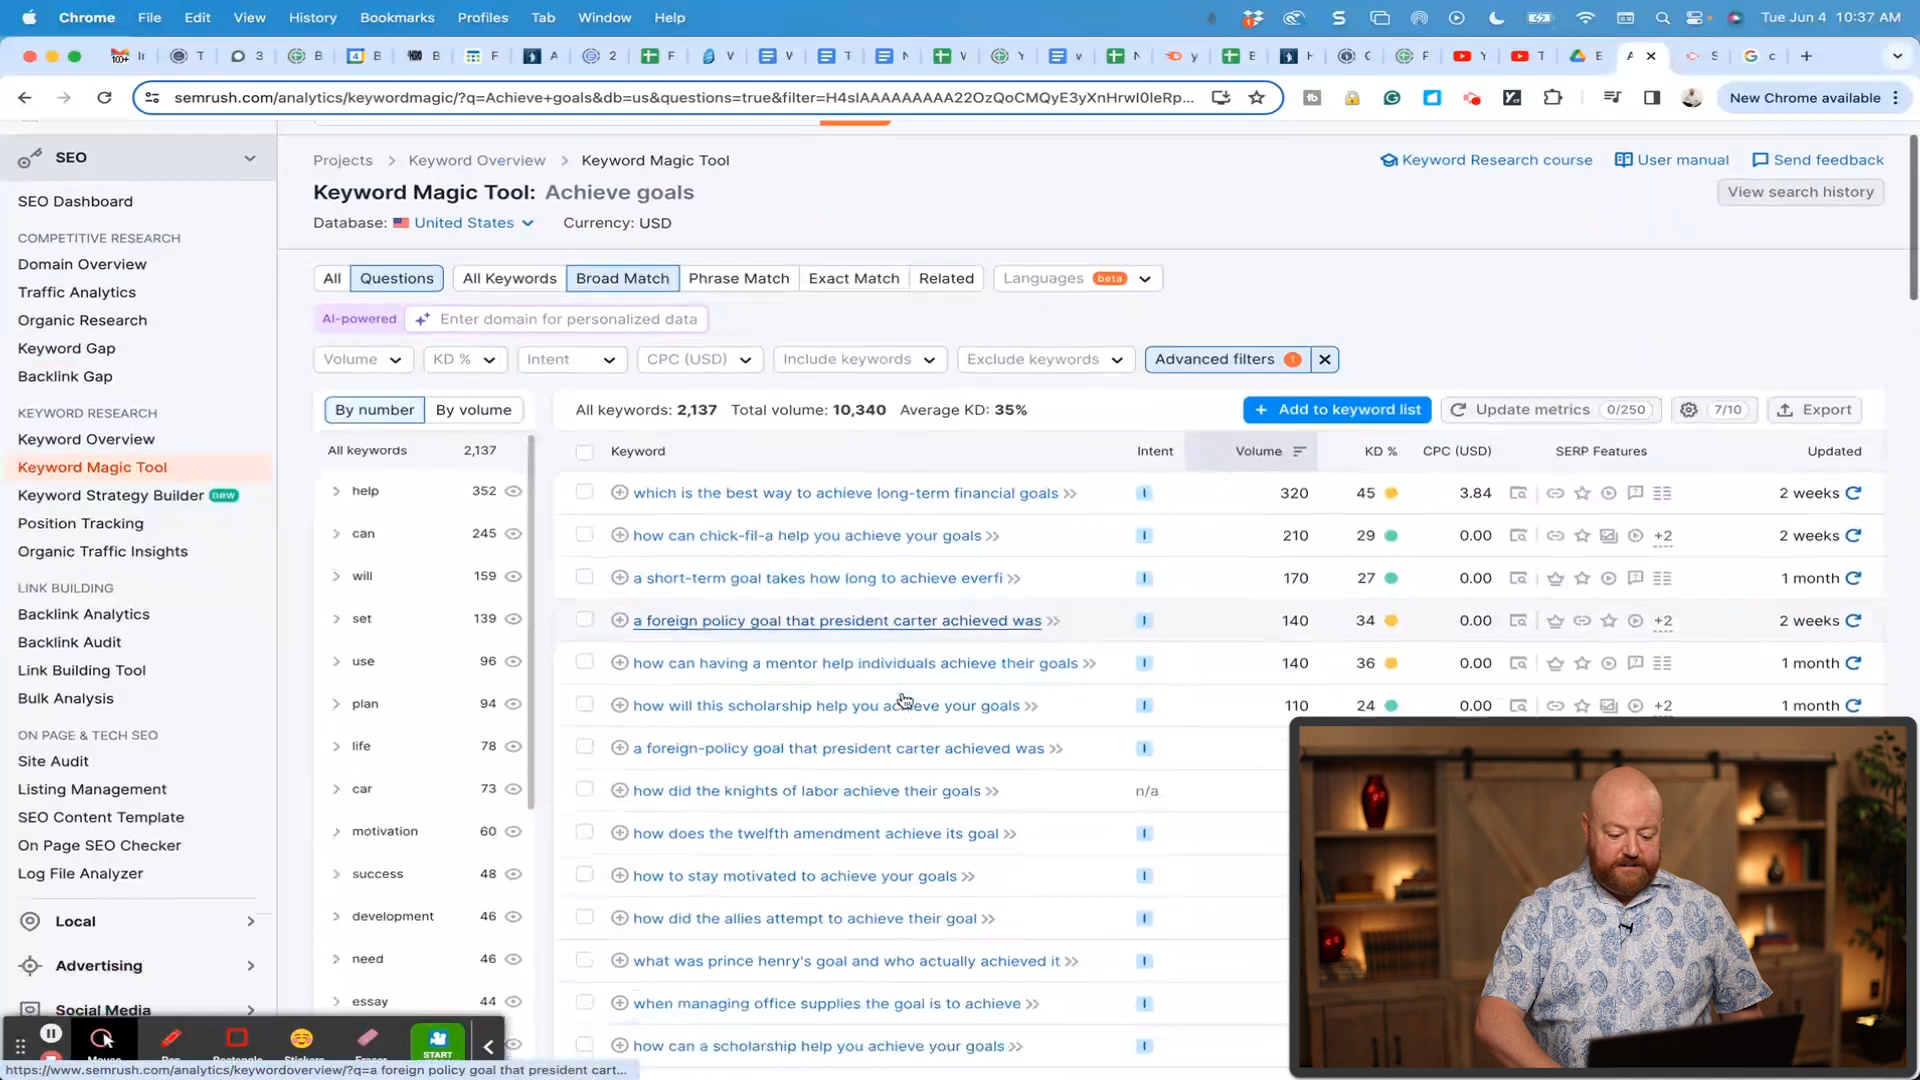 Chrome File Edit View History Bookmarks Profiles Tab Window Help Tue Jun 4 10:37 AM
semrush.com/analytics/keywordmagic/?q=Achieve+goals&db=us&questions=true&filter=H4sIAAAAAAAAA22OzQoCMQyE3yXnHrwI0leRp... New Chrome available
SEO
SEO Dashboard
COMPETITIVE RESEARCH
Domain Overview
Traffic Analytics
Organic Research
Keyword Gap
Backlink Gap
KEYWORD RESEARCH
Keyword Overview
Keyword Magic Tool
Keyword Strategy Builder new
Position Tracking
Organic Traffic Insights
LINK BUILDING
Backlink Analytics
Backlink Audit
Link Building Tool
Bulk Analysis
ON PAGE & TECH SEO
Site Audit
Listing Management
SEO Content Template
On Page SEO Checker
Log File Analyzer
Local
Advertising
Social Media
Projects > Keyword Overview > Keyword Magic Tool
Keyword Research course User manual Send feedback
Keyword Magic Tool: Achieve goals
View search history
Database: United States Currency: USD
All Questions All Keywords Broad Match Phrase Match Exact Match Related Languages beta
AI-powered Enter domain for personalized data
Volume KD % Intent CPC (USD) Include keywords Exclude keywords Advanced filters 1
By number By volume
All keywords 2,137
help 352
can 245
will 159
set 139
use 96
plan 94
life 78
car 73
motivation 60
success 48
development 46
need 46
essay 44
All keywords: 2,137 Total volume: 10,340 Average KD: 35%
+ Add to keyword list Update metrics 0/250 7/10 Export
Keyword Intent Volume KD % CPC (USD) SERP Features Updated
which is the best way to achieve long-term financial goals I 320 45 3.84 2 weeks
how can chick-fil-a help you achieve your goals I 210 29 0.00 +2 2 weeks
a short-term goal takes how long to achieve everfi I 170 27 0.00 1 month
a foreign policy goal that president carter achieved was I 140 34 0.00 +2 2 weeks
how can having a mentor help individuals achieve their goals I 140 36 0.00 1 month
how will this scholarship help you achieve your goals I 110 24 0.00 +2 1 month
a foreign-policy goal that president carter achieved was I
how did the knights of labor achieve their goals n/a
how does the twelfth amendment achieve its goal I
how to stay motivated to achieve your goals I
how did the allies attempt to achieve their goal I
what was prince henry's goal and who actually achieved it I
when managing office supplies the goal is to achieve I
how can a scholarship help you achieve your goals I
START
https://www.semrush.com/analytics/keywordoverview/?q=a foreign policy goal that president cart...